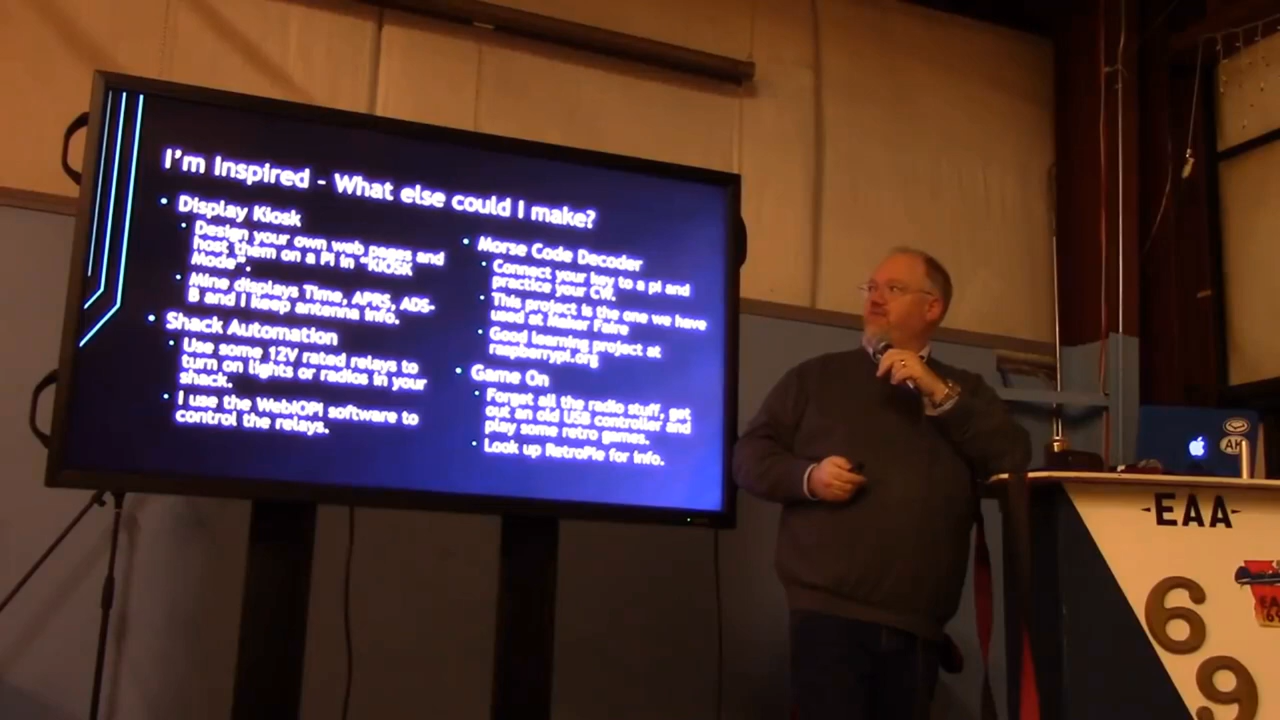 I'm Inspired - What else could I make?
• Display Kiosk
• Design your own web pages and
host them on a Pi in "KIOSK
Mode".
• Mine displays Time, APRS, ADS-
B and I Keep antenna info.
• Shack Automation
• Use some 12V rated relays to
turn on lights or radios in your
shack.
• I use the WebIOPi software to
control the relays.
• Morse Code Decoder
• Connect your key to a pi and
practice your CW.
• This project is the one we have
used at Maker Faire
• Good learning project at
raspberrypi.org
• Game On
• Forget all the radio stuff, get
out an old USB controller and
play some retro games.
• Look up RetroPie for info.
AK
-EAA-
69